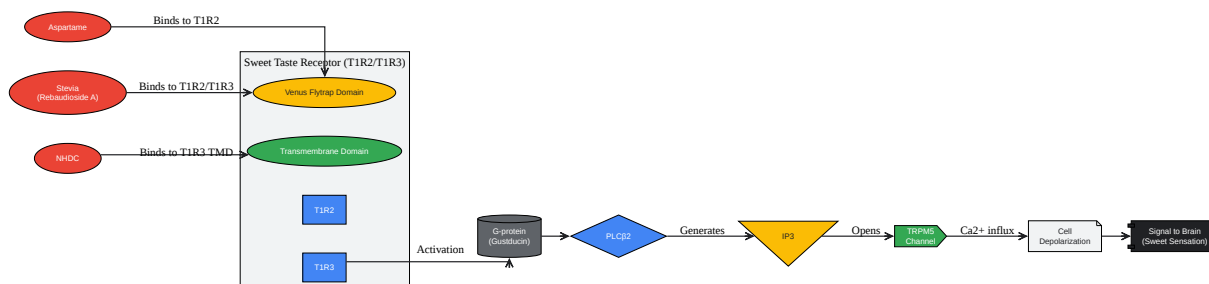 Aspartame
Binds to T1R2
Sweet Taste Receptor (T1R2/T1R3)
Stevia
(Rebaudioside A)
Binds to T1R2/T1R3
Venus Flytrap Domain
NHDC
Binds to T1R3 TMD
Transmembrane Domain
T1R2
T1R3
Activation
G-protein
(Gustducin)
PLCβ2
Generates
IP3
Opens
TRPM5
Channel
Ca2+ influx
Cell
Depolarization
Signal to Brain
(Sweet Sensation)